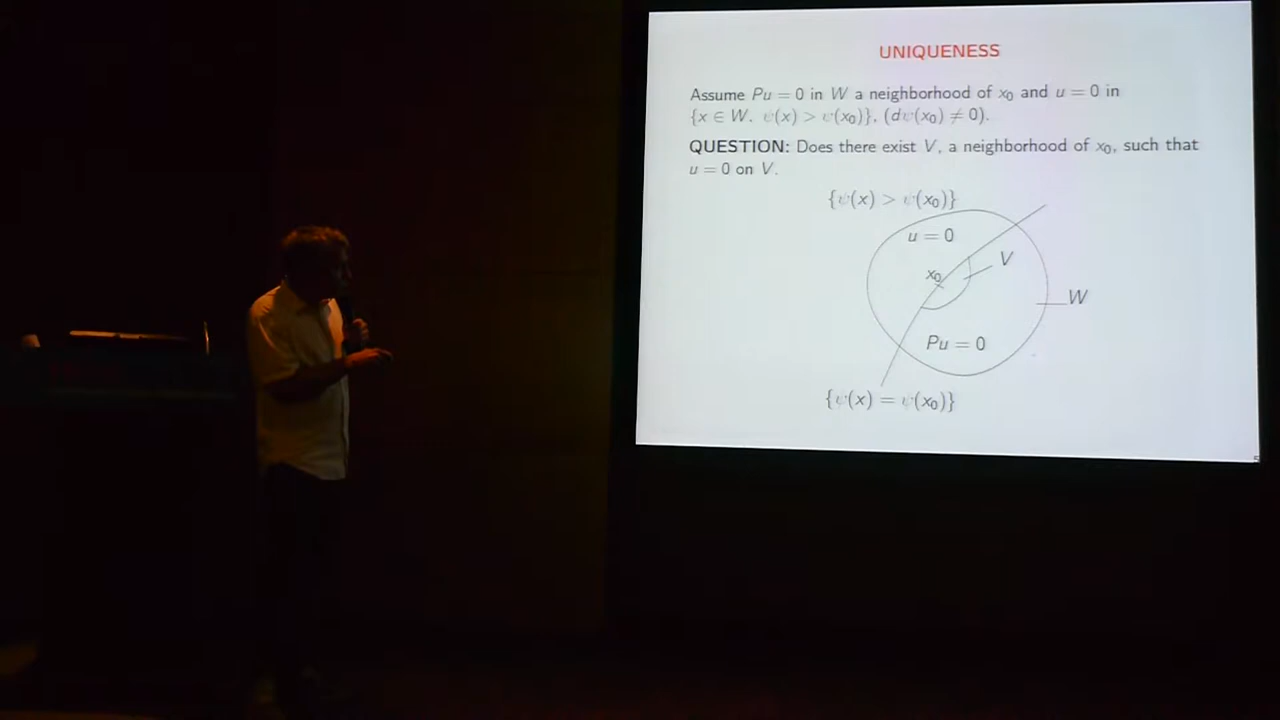 UNIQUENESS
Assume Pu = 0 in W a neighborhood of x₀ and u = 0 in
{x ∈ W, ψ(x) > ψ(x₀)}, (dψ(x₀) ≠ 0).
QUESTION: Does there exist V, a neighborhood of x₀, such that
u = 0 on V.
{ψ(x) > ψ(x₀)}
u = 0
V
x₀
W
Pu = 0
{ψ(x) = ψ(x₀)}